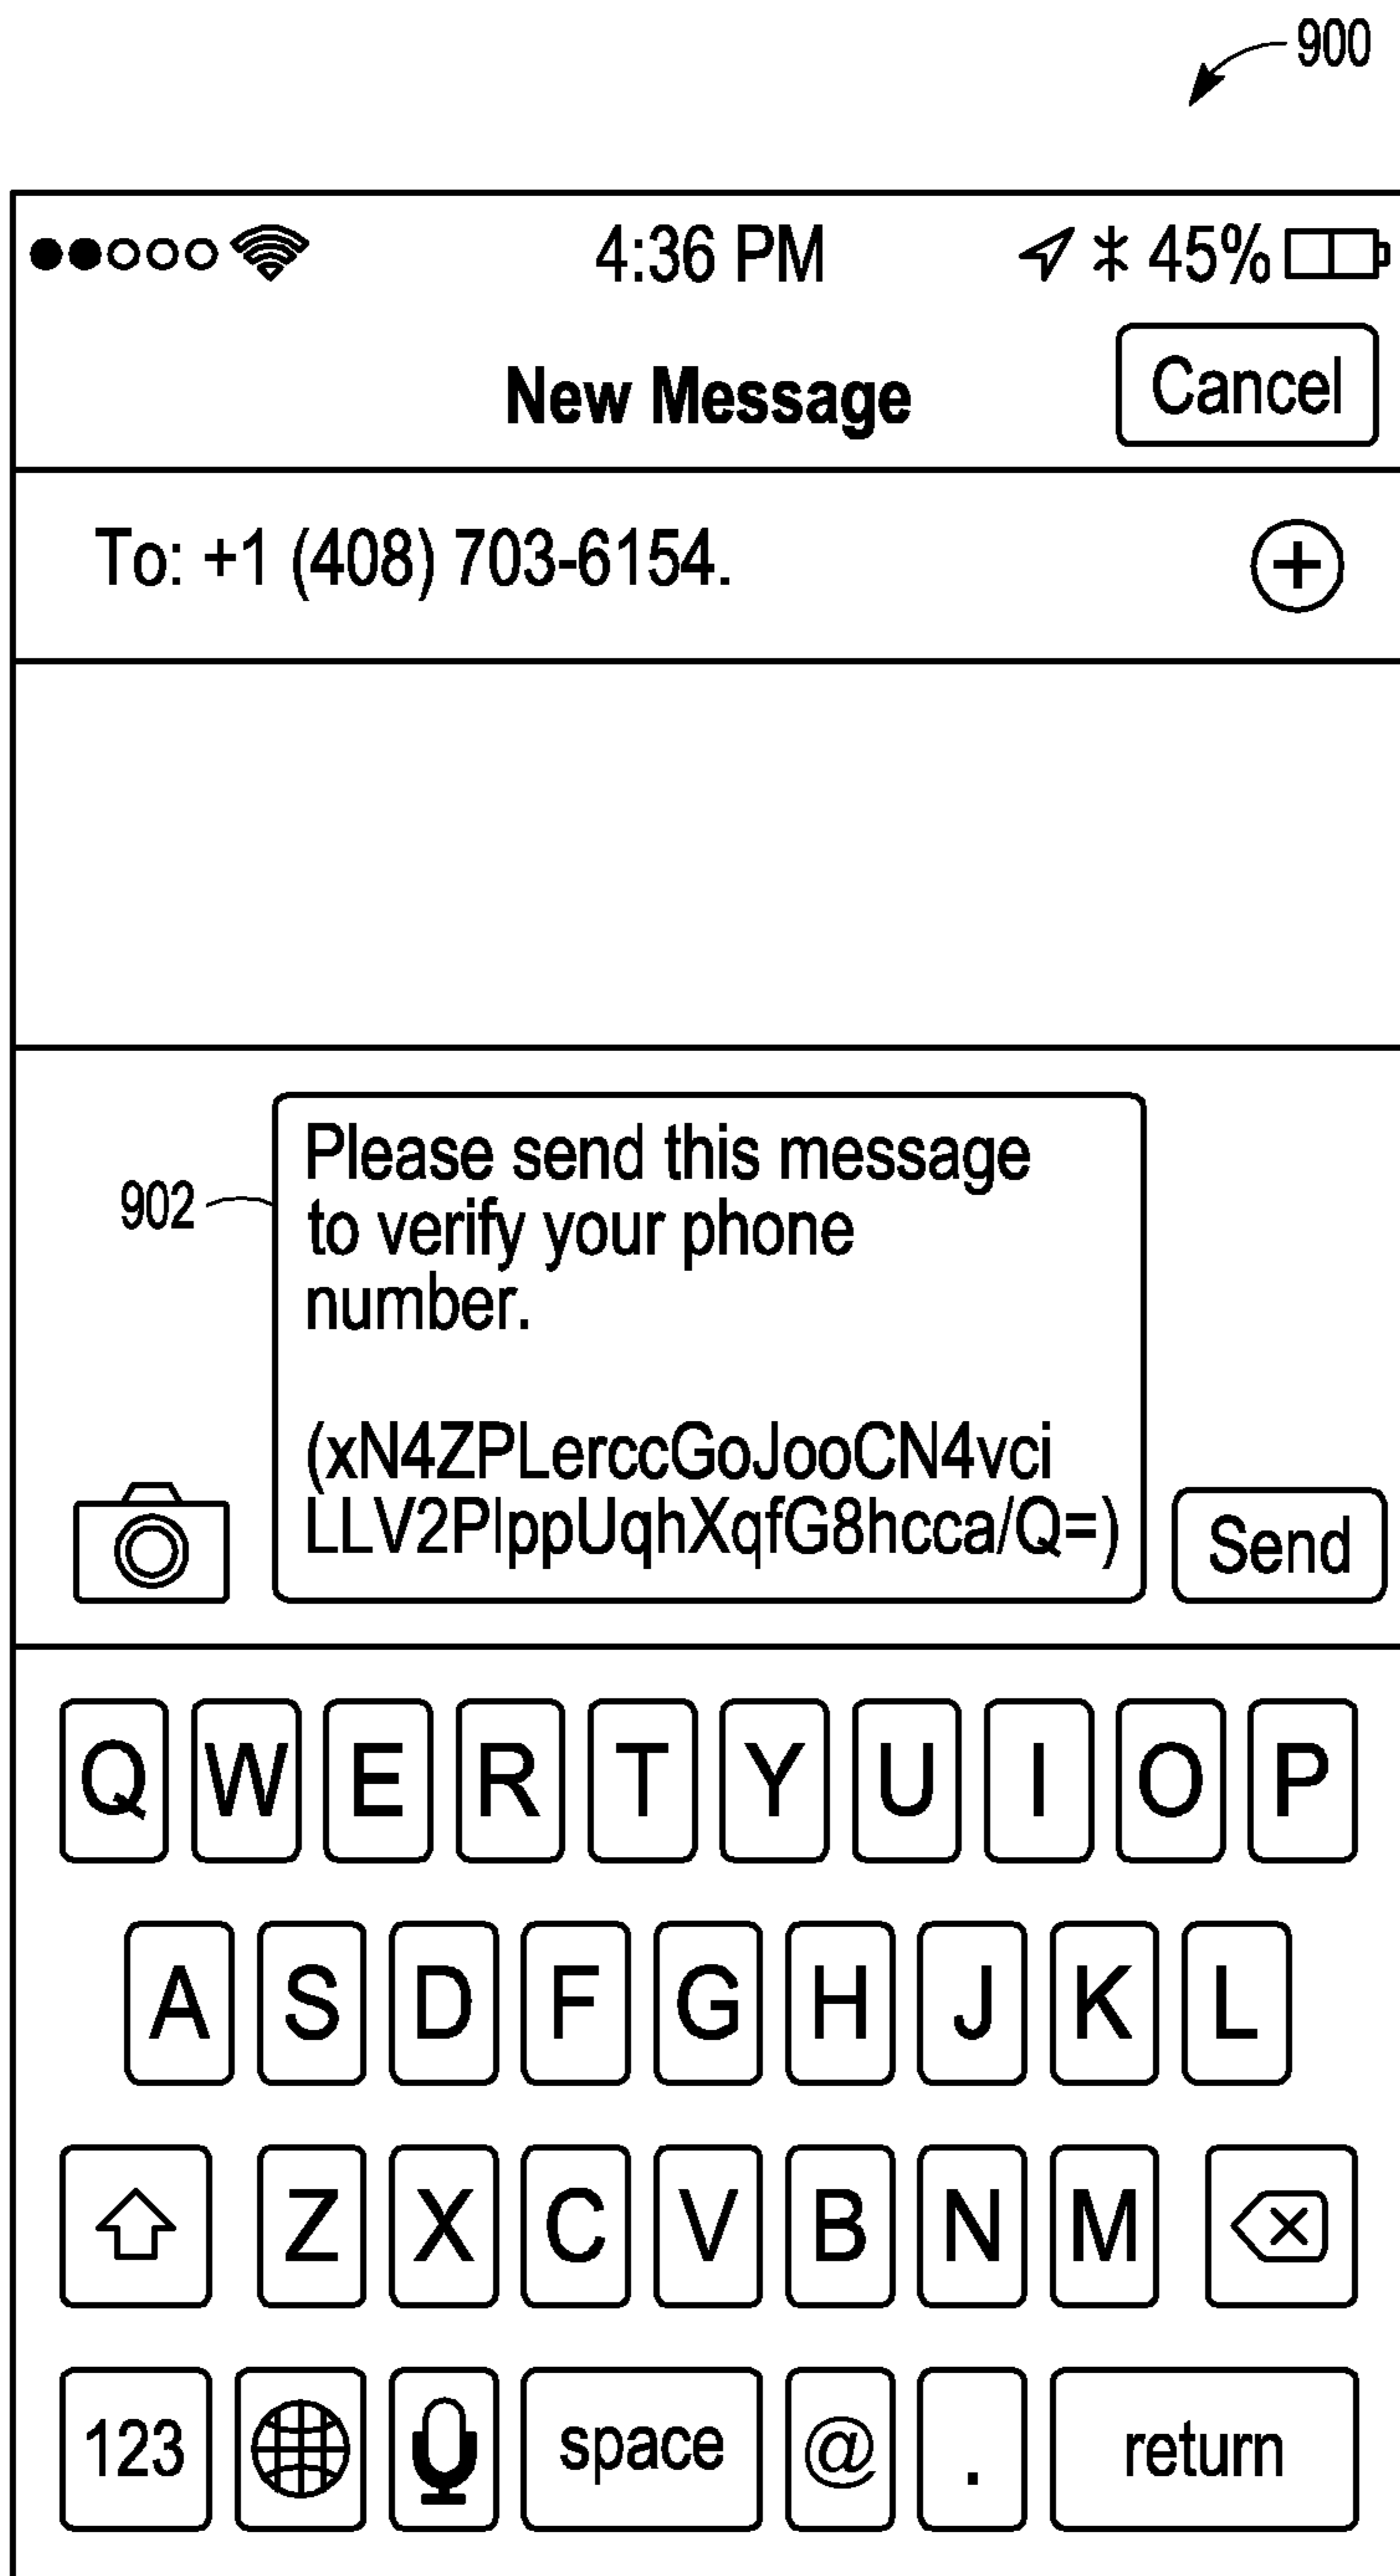 900
4:36 PM 45%
New Message Cancel
To: +1 (408) 703-6154.
902
Please send this message
to verify your phone
number.
(xN4ZPLerccGoJooCN4vci
LLV2PlppUqhXqfG8hcca/Q=)
Send
Q W E R T Y U I O P
A S D F G H J K L
Z X C V B N M
123 space @ . return